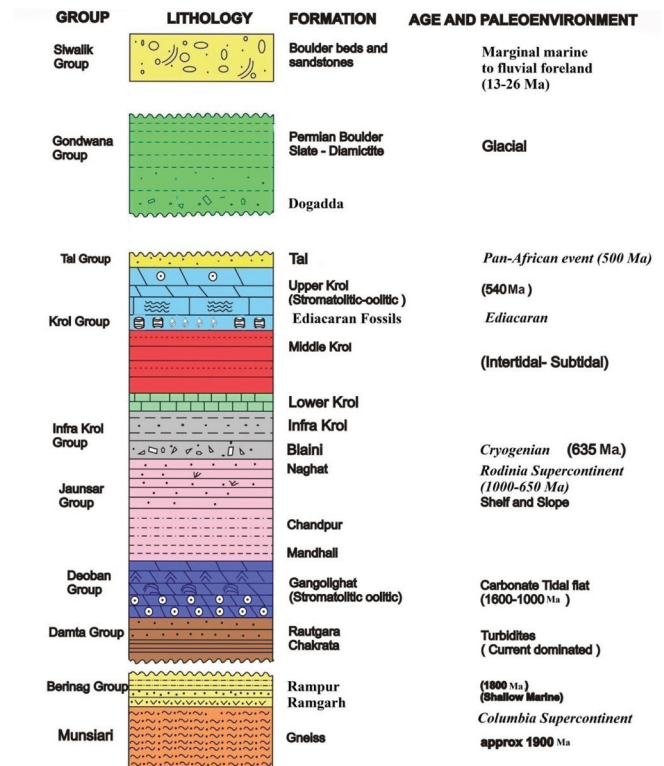 GROUP LITHOLOGY FORMATION AGE AND PALEOENVIRONMENT
Siwalik
Group
Boulder beds and
sandstones
Marginal marine
to fluvial foreland
(13-26 Ma)
Gondwana
Group
Permian Boulder
Slate - Diamictite
Glacial
Dogadda
Tal Group
Tal
Pan-African event (500 Ma)
Upper Krol
(Stromatolitic-oolitic )
(540 Ma )
Krol Group
Ediacaran Fossils
Ediacaran
Middle Krol
(Intertidal- Subtidal)
Lower Krol
Infra Krol
Group
Infra Krol
Blaini
Cryogenian (635 Ma.)
Jaunsar
Group
Naghat
Rodinia Supercontinent
(1000-650 Ma)
Shelf and Slope
Chandpur
Mandhali
Deoban
Group
Gangolighat
(Stromatolitic oolitic)
Carbonate Tidal flat
(1600-1000 Ma )
Damta Group
Rautgara
Chakrata
Turbidites
( Current dominated )
Berinag Group
Rampur
Ramgarh
(1800 Ma )
(Shallow Marine)
Columbia Supercontinent
Munsiari
Gneiss
approx 1900 Ma